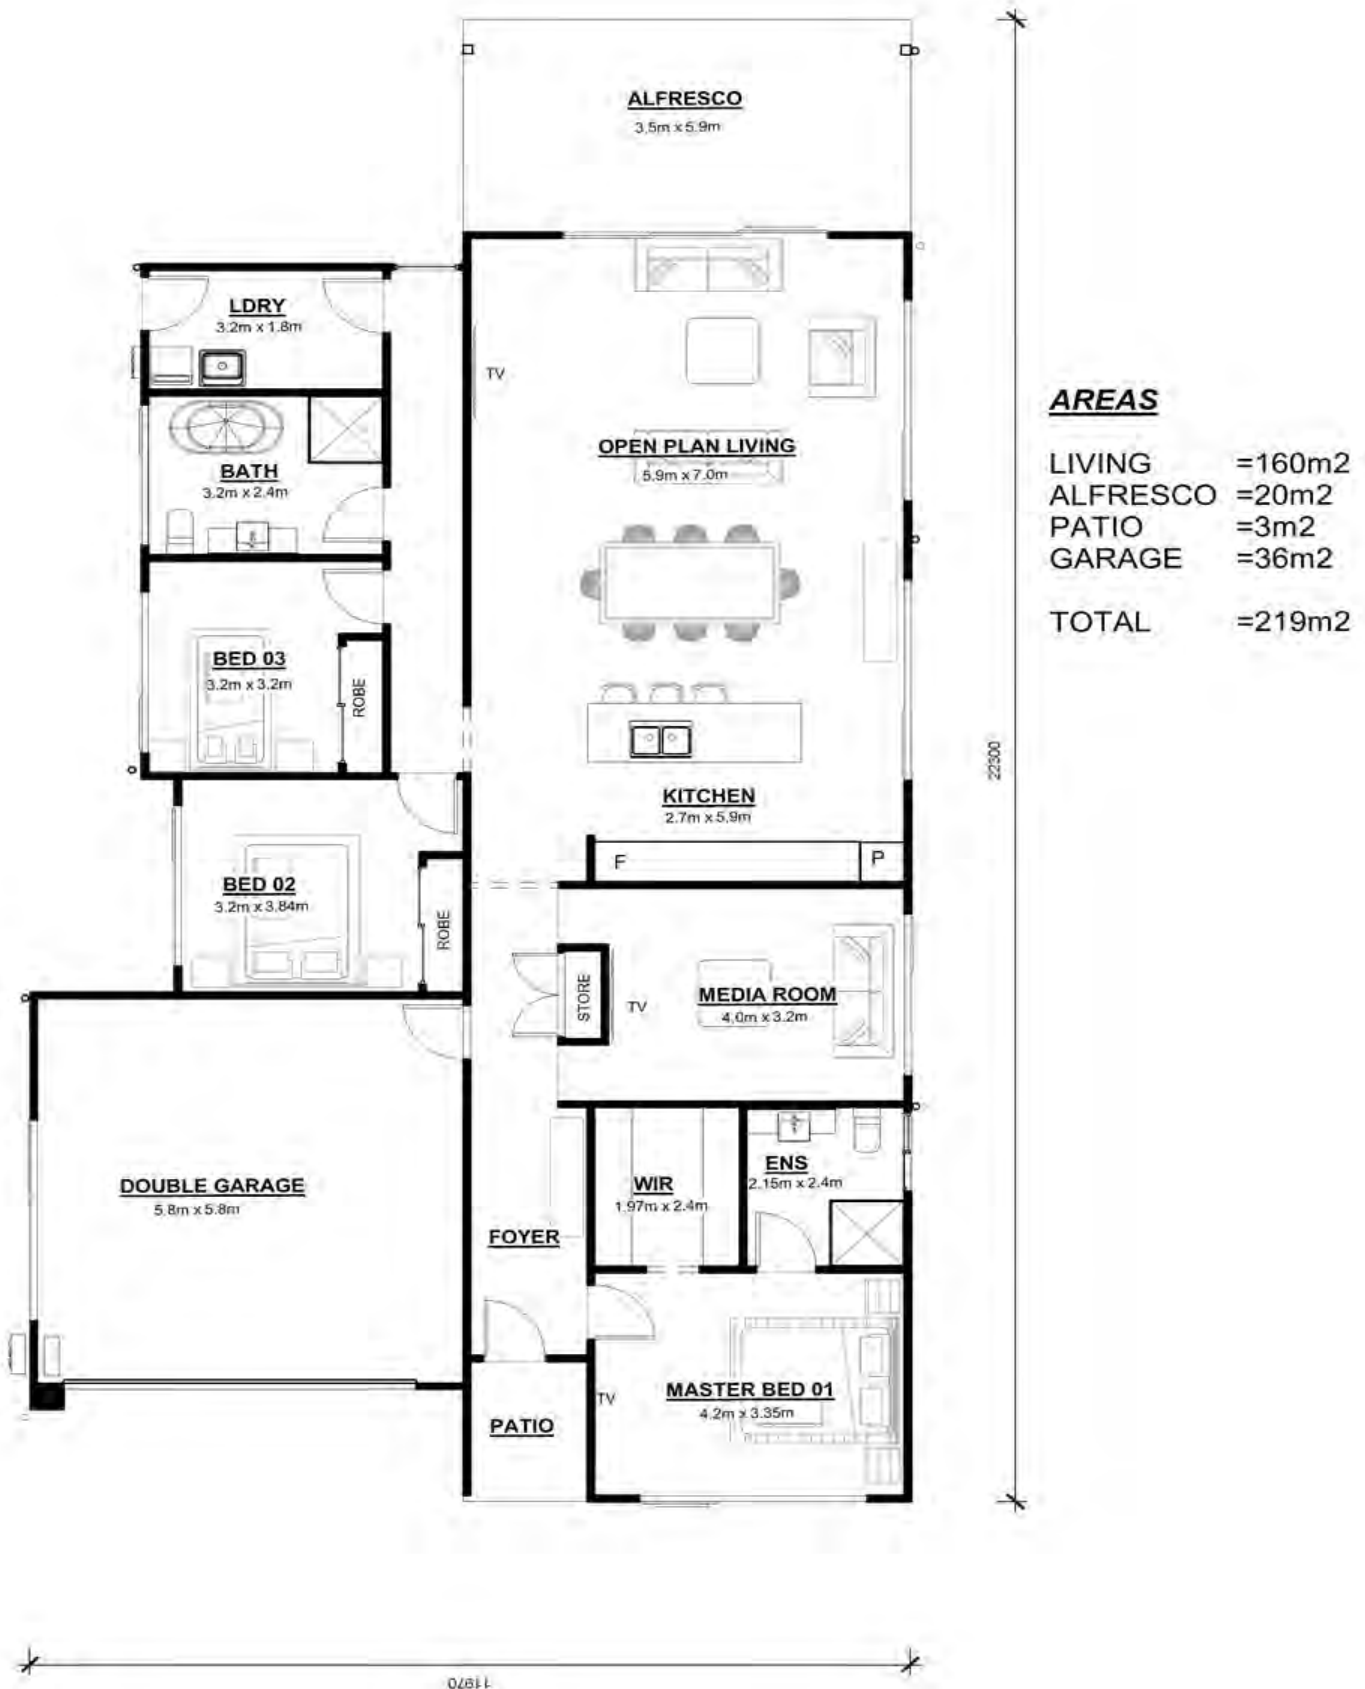 ALFRESCO
3.5m x 5.9m
LDRY
3.2m x 1.8m
TV
BATH
3.2m x 2.4m
OPEN PLAN LIVING
5.9m x 7.0m
AREAS
LIVING =160m2
ALFRESCO =20m2
PATIO =3m2
GARAGE =36m2
TOTAL =219m2
BED 03
3.2m x 3.2m
ROBE
KITCHEN
2.7m x 5.9m
F
P
22300
BED 02
3.2m x 3.84m
ROBE
STORE
TV
MEDIA ROOM
4.0m x 3.2m
DOUBLE GARAGE
5.8m x 5.8m
FOYER
WIR
1.97m x 2.4m
ENS
2.15m x 2.4m
PATIO
TV
MASTER BED 01
4.2m x 3.35m
11970